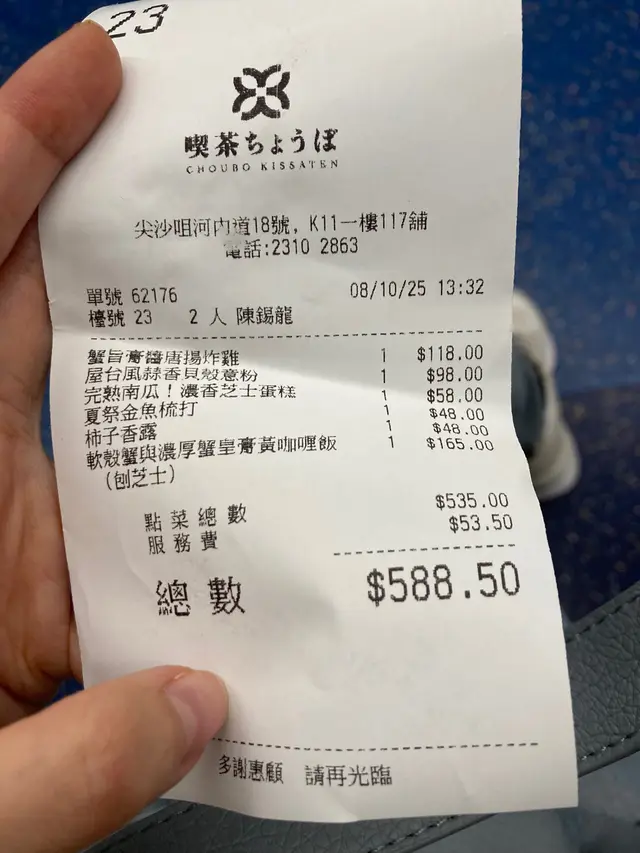 23
喫茶ちょうぼ
CHOUBO KISSATEN
尖沙咀河內道18號, K11一樓117舖
電話:2310 2863
單號 62176 08/10/25 13:32
檯號 23 2 人 陳錫龍
蟹旨膏醬唐揚炸雞 1 $118.00
屋台風蒜香貝殼意粉 1 $98.00
完熟南瓜！濃香芝士蛋糕 1 $58.00
夏祭金魚梳打 1 $48.00
柿子香露 1 $48.00
軟殼蟹與濃厚蟹皇膏黃咖喱飯 1 $165.00
(刨芝士)
點菜總數 $535.00
服務費 $53.50
總數 $588.50
多謝惠顧 請再光臨